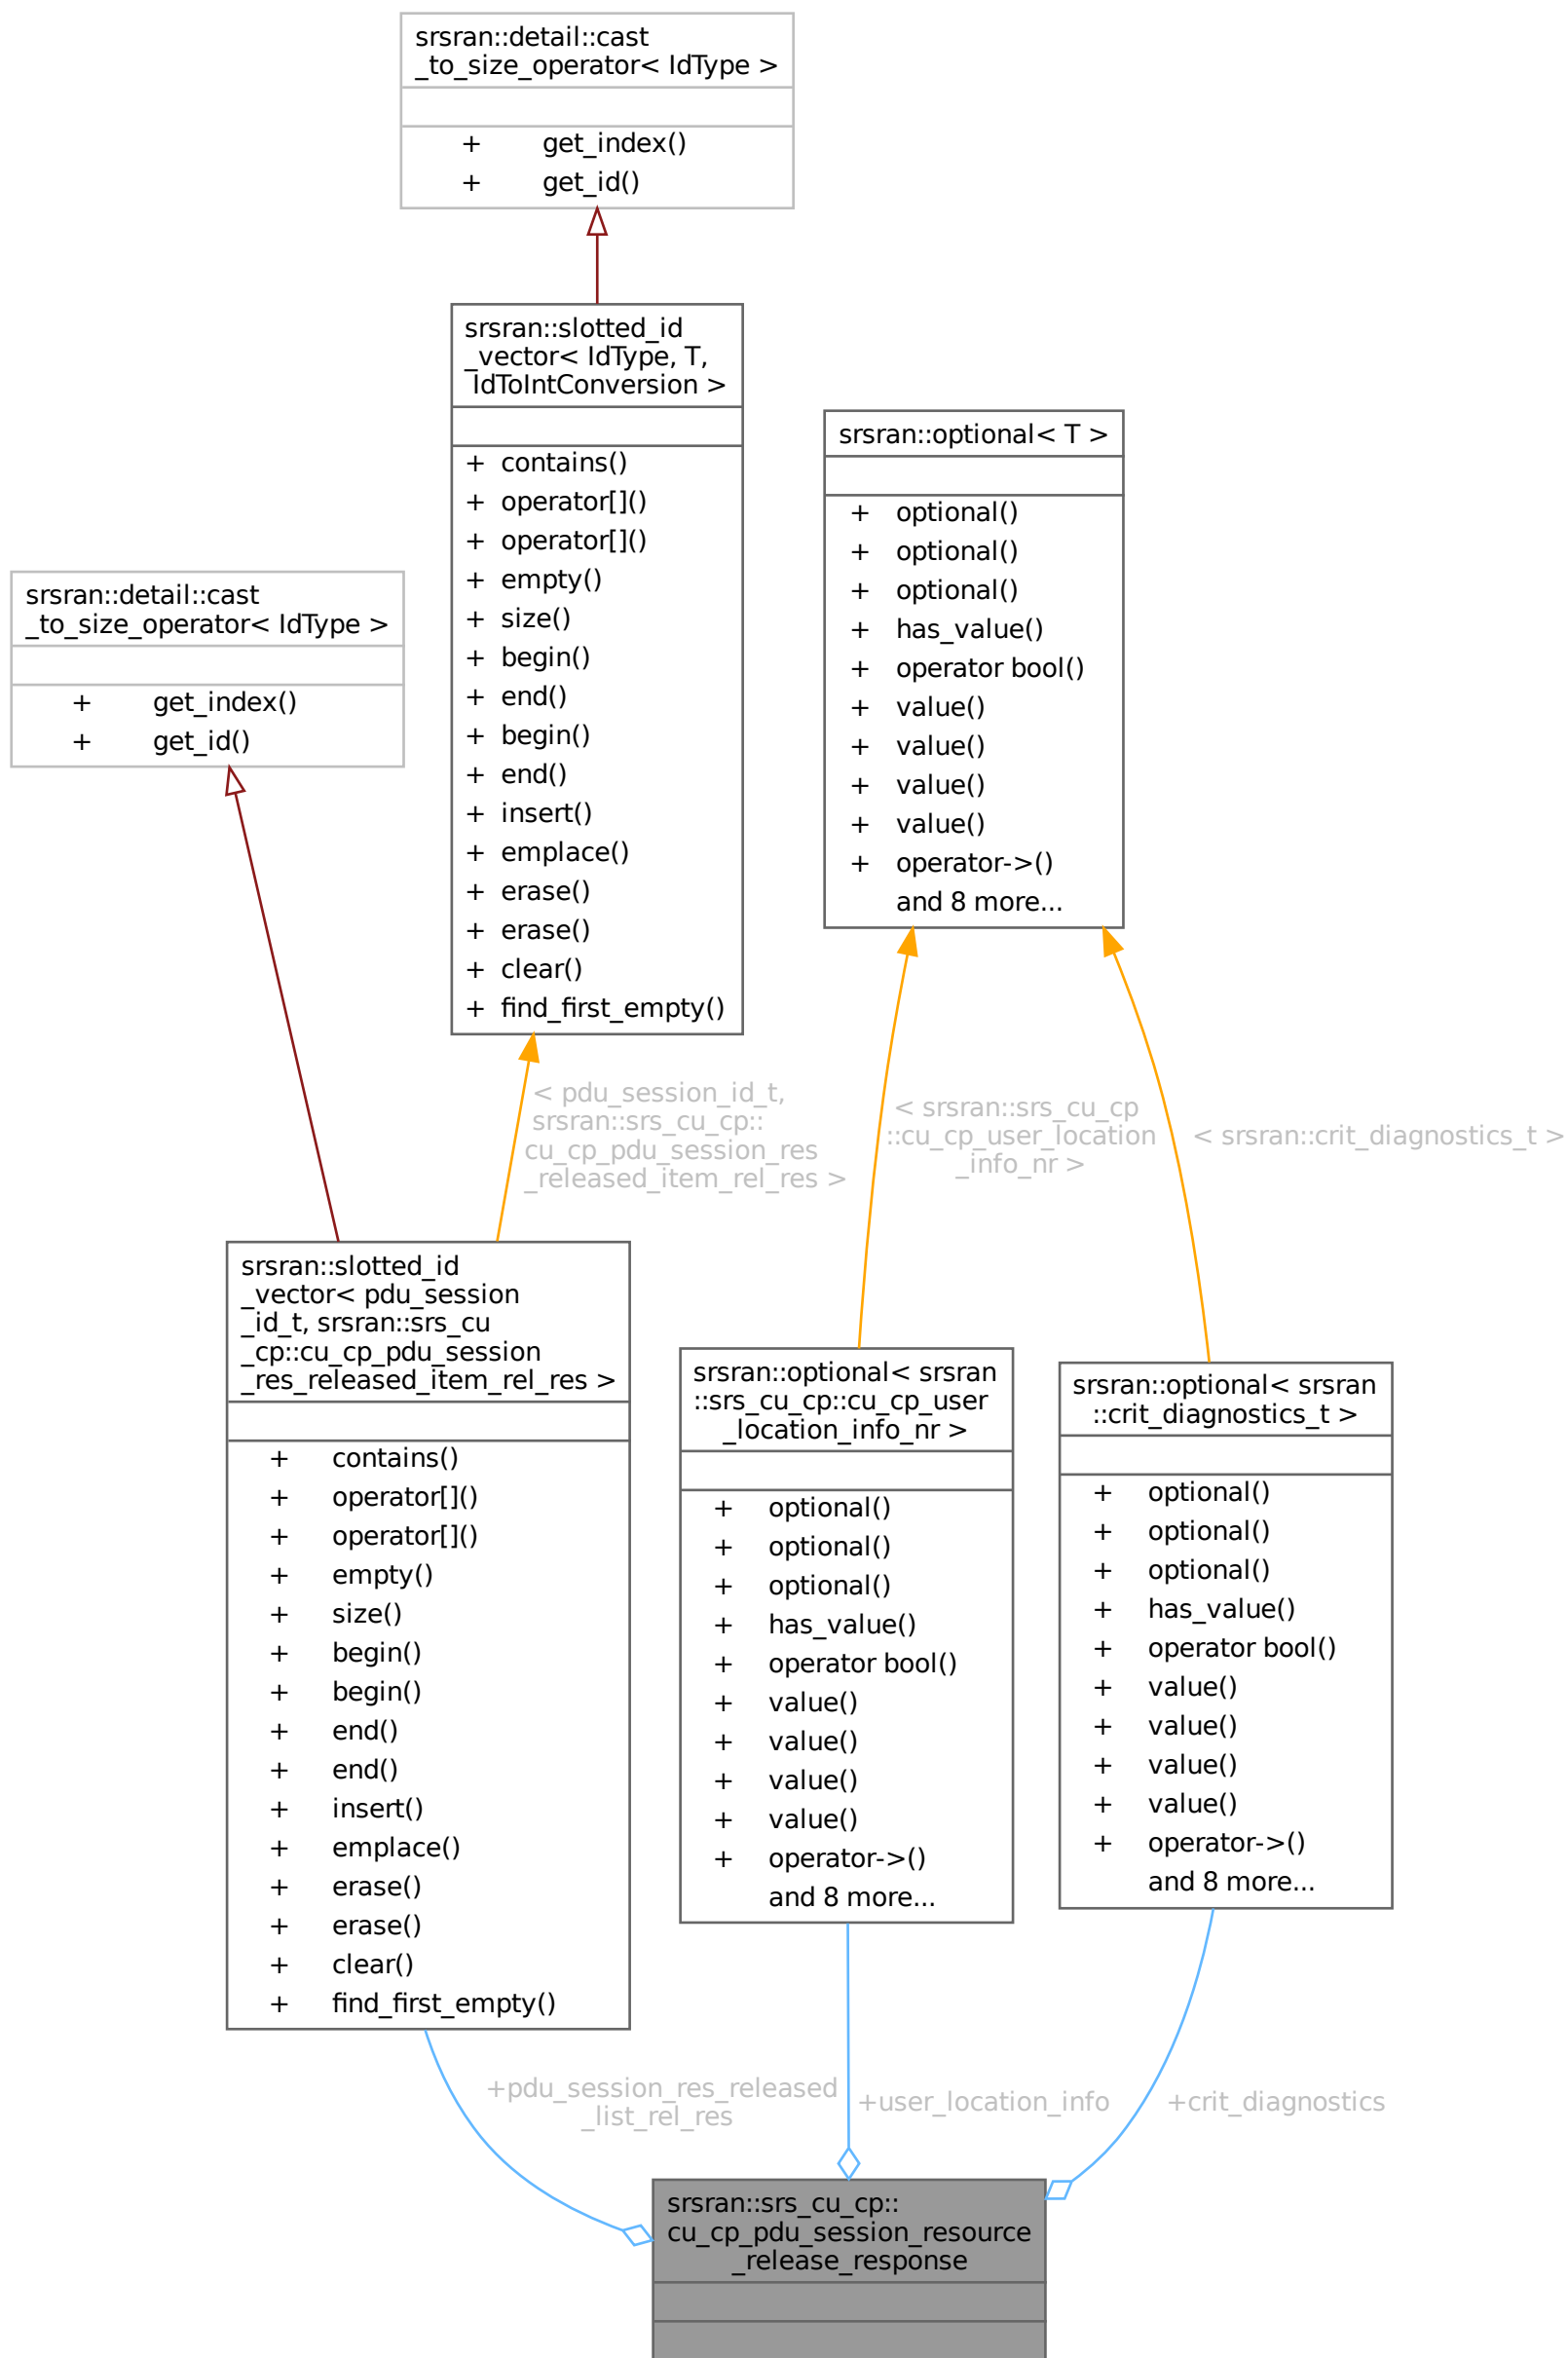 srsran::detail::cast
_to_size_operator< IdType >
+ get_index()
+ get_id()
srsran::slotted_id
_vector< IdType, T,
IdToIntConversion >
+ contains()
+ operator[]()
+ operator[]()
+ empty()
+ size()
+ begin()
+ end()
+ begin()
+ end()
+ insert()
+ emplace()
+ erase()
+ erase()
+ clear()
+ find_first_empty()
srsran::optional< T >
+ optional()
+ optional()
+ optional()
+ has_value()
+ operator bool()
+ value()
+ value()
+ value()
+ value()
+ operator->()
and 8 more...
srsran::detail::cast
_to_size_operator< IdType >
+ get_index()
+ get_id()
< pdu_session_id_t,
srsran::srs_cu_cp::
cu_cp_pdu_session_res
_released_item_rel_res >
< srsran::srs_cu_cp
::cu_cp_user_location
_info_nr >
< srsran::crit_diagnostics_t >
srsran::slotted_id
_vector< pdu_session
_id_t, srsran::srs_cu
_cp::cu_cp_pdu_session
_res_released_item_rel_res >
+ contains()
+ operator[]()
+ operator[]()
+ empty()
+ size()
+ begin()
+ begin()
+ end()
+ end()
+ insert()
+ emplace()
+ erase()
+ erase()
+ clear()
+ find_first_empty()
srsran::optional< srsran
::srs_cu_cp::cu_cp_user
_location_info_nr >
+ optional()
+ optional()
+ optional()
+ has_value()
+ operator bool()
+ value()
+ value()
+ value()
+ value()
+ operator->()
and 8 more...
srsran::optional< srsran
::crit_diagnostics_t >
+ optional()
+ optional()
+ optional()
+ has_value()
+ operator bool()
+ value()
+ value()
+ value()
+ value()
+ operator->()
and 8 more...
+pdu_session_res_released
_list_rel_res
+user_location_info
+crit_diagnostics
srsran::srs_cu_cp::
cu_cp_pdu_session_resource
_release_response